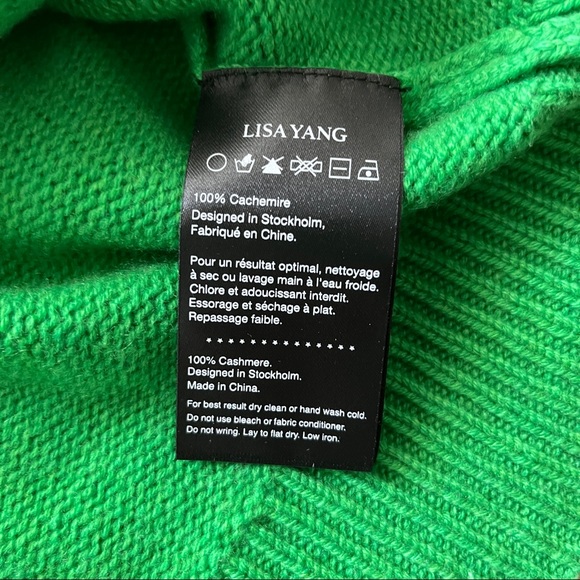 LISA YANG
100% Cachemire
Designed in Stockholm,
Fabriqué en Chine.
Pour un résultat optimal, nettoyage
à sec ou lavage main à l'eau froide.
Chlore et adoucissant interdit.
Essorage et séchage à plat.
Repassage faible.
100% Cashmere.
Designed in Stockholm.
Made in China.
For best result dry clean or hand wash cold.
Do not use bleach or fabric conditioner.
Do not wring. Lay to flat dry. Low iron.